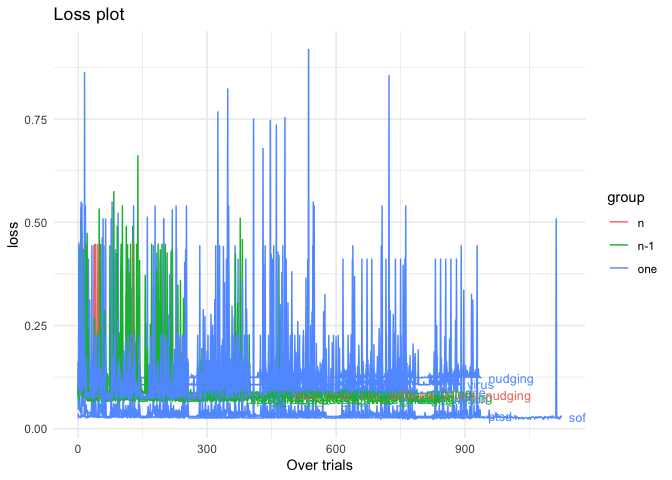 Loss plot
0.75
0.50
0.25
0.00
loss
nudging
virus
nudging
ptsd
sof
0
300
600
900
Over trials
group
n
n-1
one